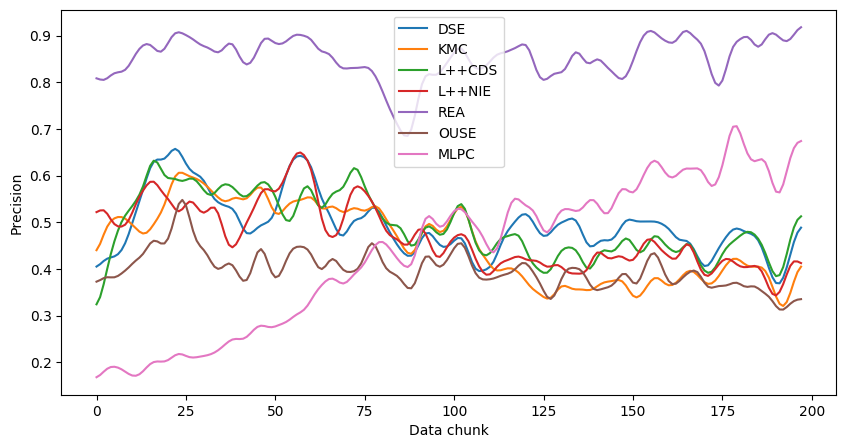 0.9
0.8
0.7
0.6
0.5
0.4
0.3
0.2
Precision
DSE
KMC
L++CDS
L++NIE
REA
OUSE
MLPC
0 25 50 75 100 125 150 175 200
Data chunk